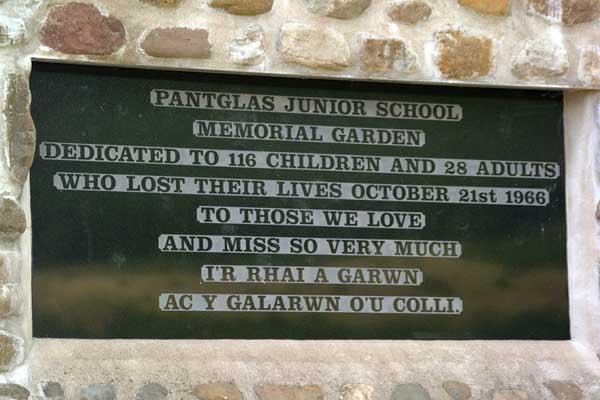 PANTGLAS JUNIOR SCHOOL
MEMORIAL GARDEN
DEDICATED TO 116 CHILDREN AND 28 ADULTS
WHO LOST THEIR LIVES OCTOBER 21st 1966
TO THOSE WE LOVE
AND MISS SO VERY MUCH
I'R RHAI A GARWN
AC Y GALARWN O'U COLLI.